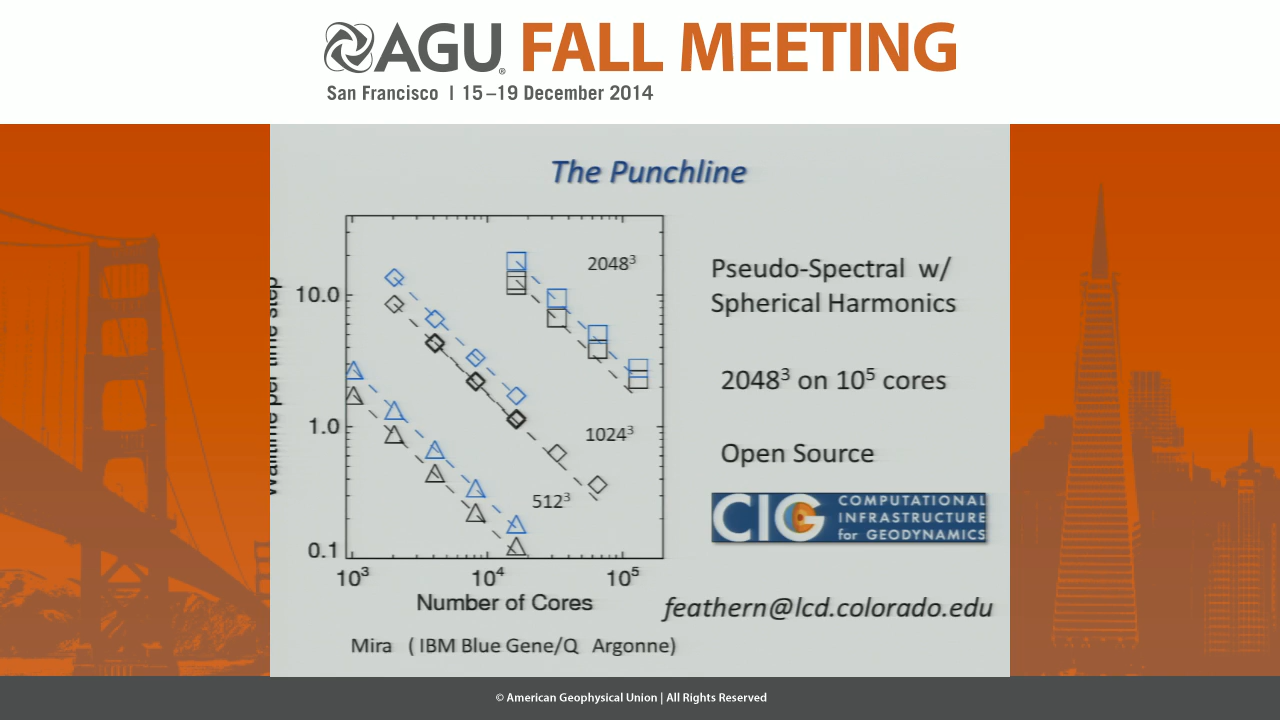 AGU® FALL MEETING
San Francisco | 15–19 December 2014
The Punchline
2048³
10.0
1.0
1024³
512³
0.1
10³ 10⁴ 10⁵
Number of Cores
Mira ( IBM Blue Gene/Q Argonne)
Pseudo-Spectral w/
Spherical Harmonics
2048³ on 10⁵ cores
Open Source
CIG COMPUTATIONAL
INFRASTRUCTURE
for GEODYNAMICS
feathern@lcd.colorado.edu
© American Geophysical Union | All Rights Reserved